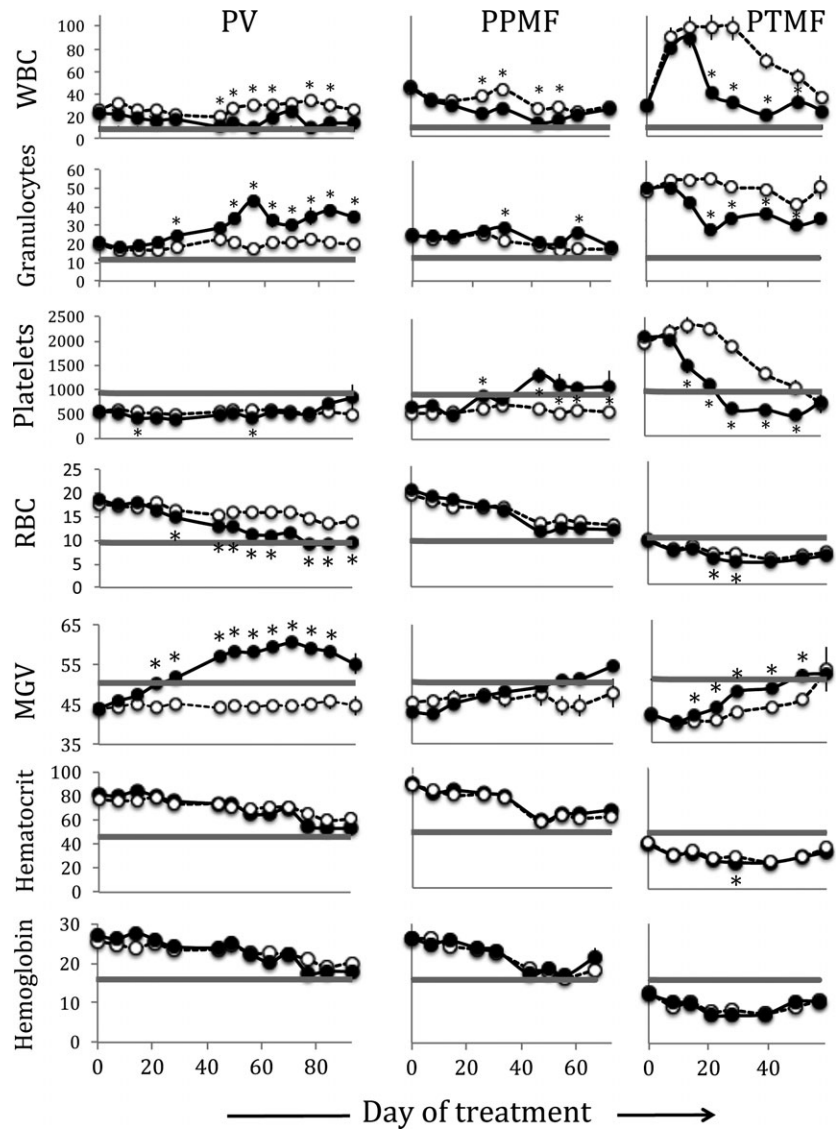 PV PPMF PTMF
WBC
100
80
60
40
20
0
* * * * * *
* * * *
* * * *
Granulocytes
60
50
40
30
20
10
0
* * * * * * * *
* *
* * * *
Platelets
2500
2000
1500
1000
500
0
* *
* * * * *
* * * * *
RBC
25
20
15
10
5
0
* * * * * * * *
* *
MGV
65
55
45
35
* * * * * * * * *
* * * * *
Hematocrit
100
80
60
40
20
0
*
Hemoglobin
30
20
10
0
0 20 40 60 80 0 20 40 60 0 20 40
Day of treatment